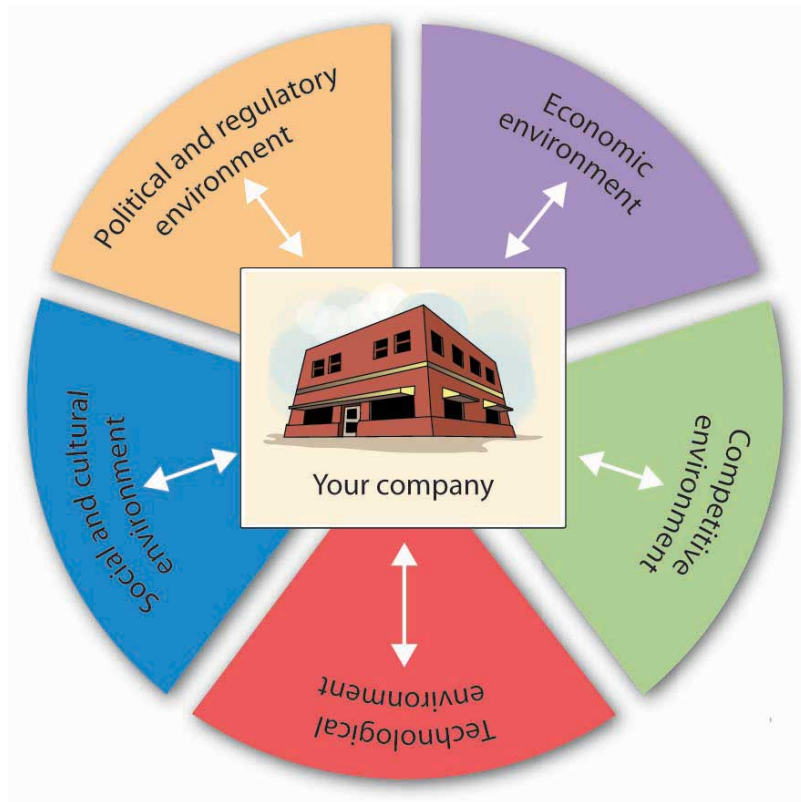 Political and regulatory
environment
Economic
environment
Competitive
environment
Technological
environment
Social and cultural
environment
Your company